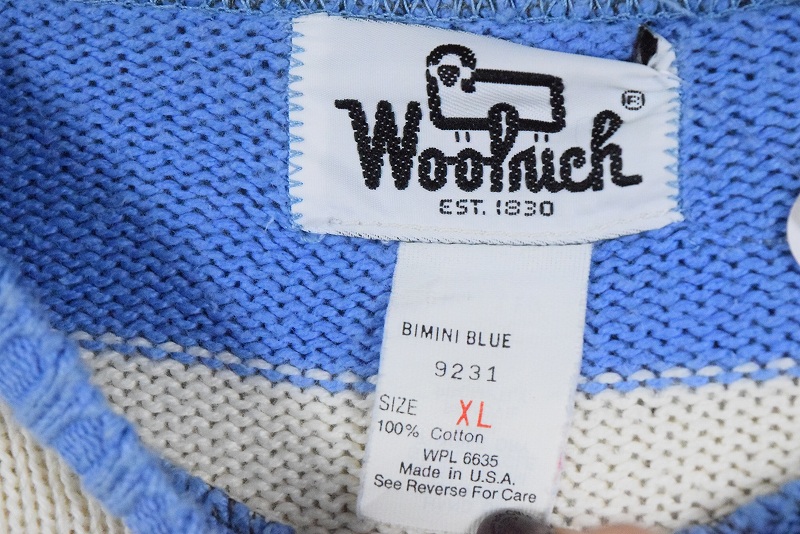 Woolrich ®
EST. 1830
BIMINI BLUE
9231
SIZE XL
100% Cotton
WPL 6635
Made in U.S.A.
See Reverse For Care